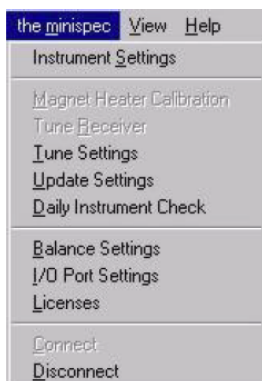 the minispec View Help
Instrument Settings
Magnet Heater Calibration
Tune Receiver
Tune Settings
Update Settings
Daily Instrument Check
Balance Settings
I/O Port Settings
Licenses
Connect
Disconnect